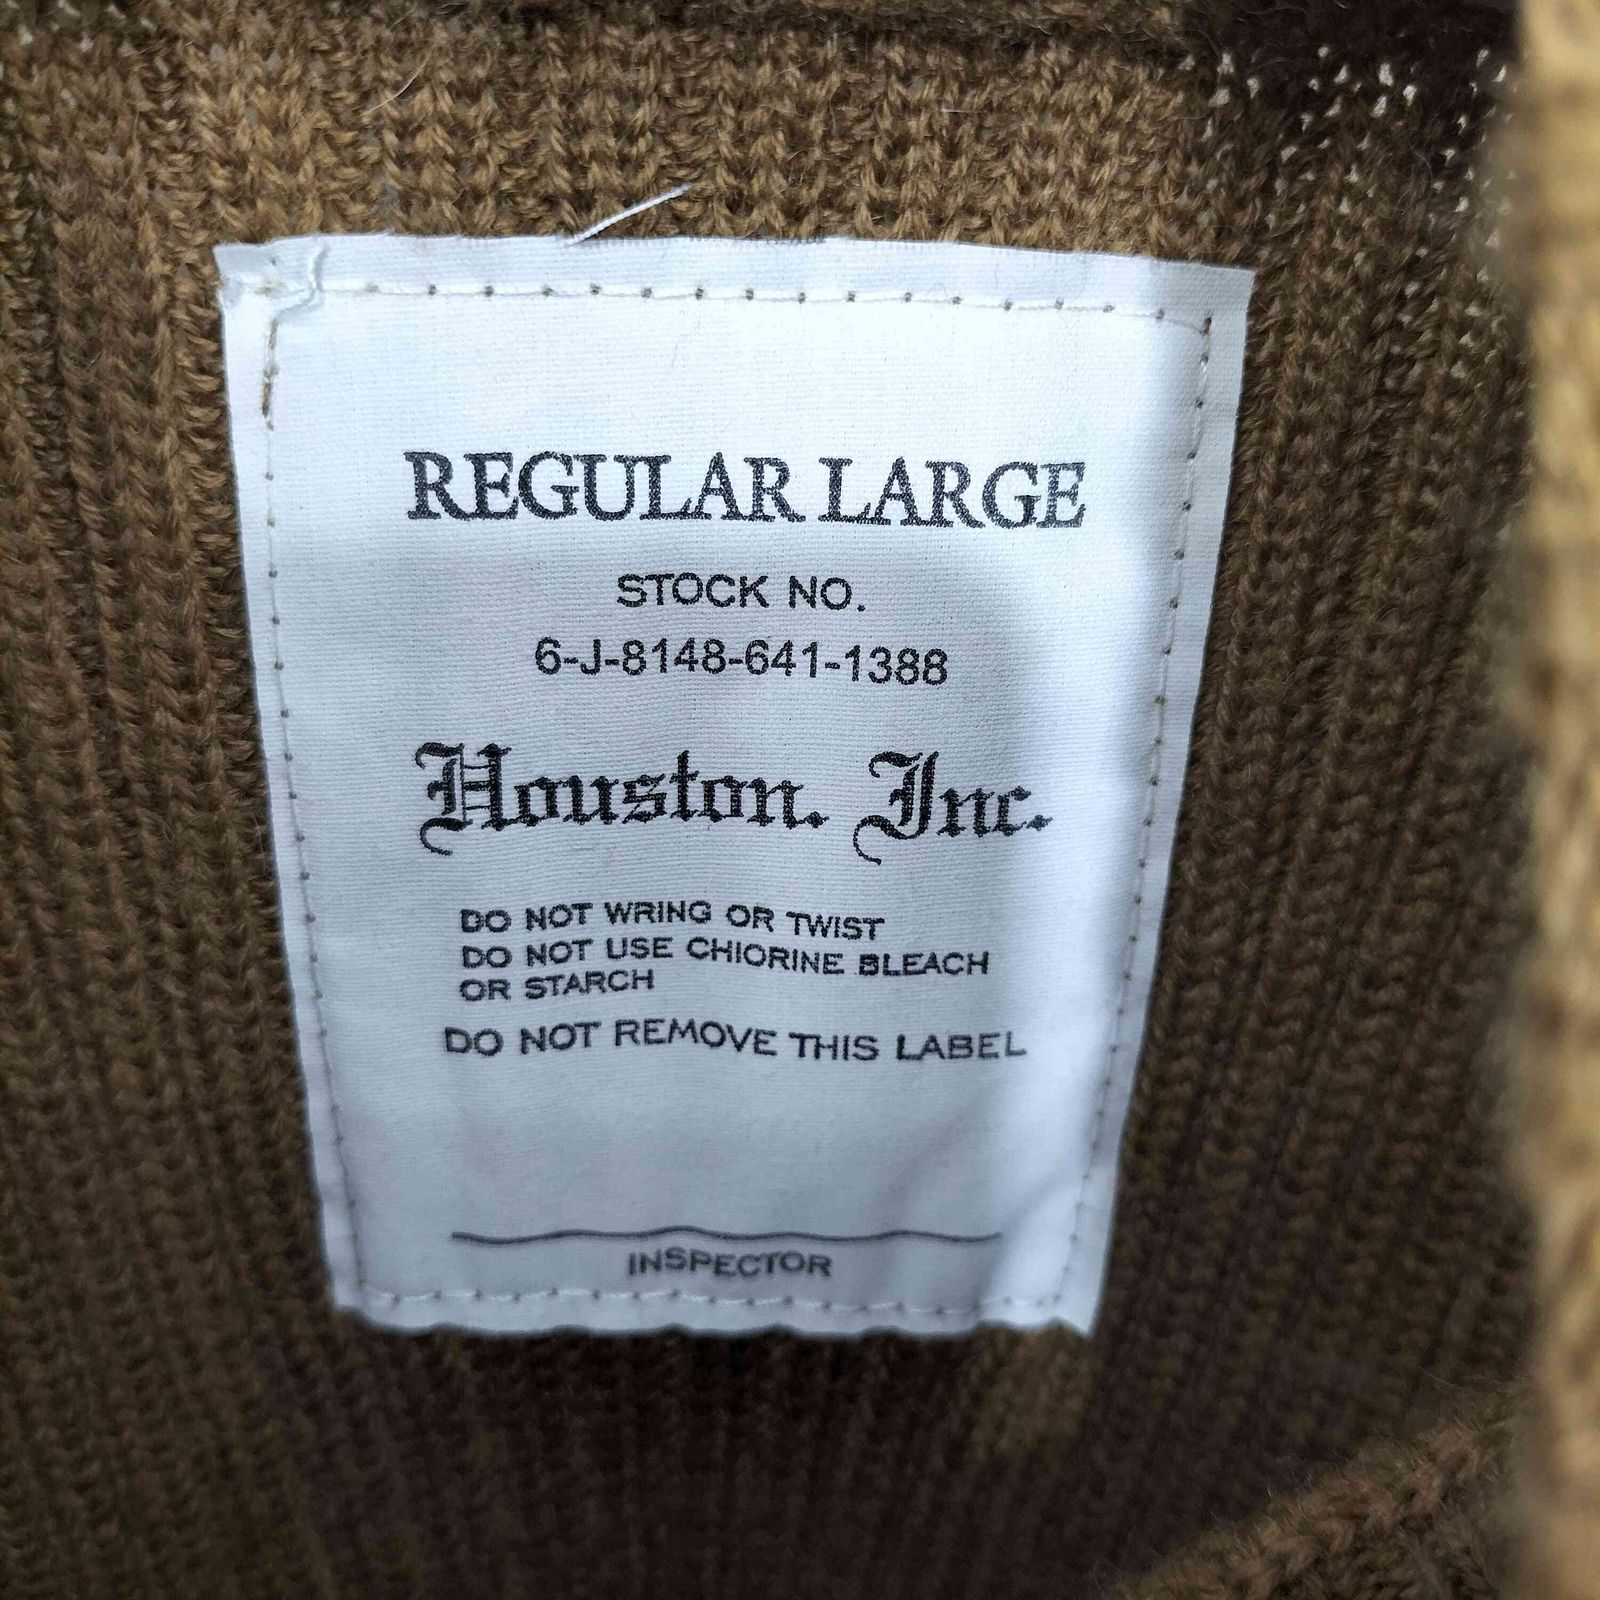 REGULAR LARGE
STOCK NO.
6-J-8148-641-1388
Houston. Inc.
DO NOT WRING OR TWIST
DO NOT USE CHIORINE BLEACH
OR STARCH
DO NOT REMOVE THIS LABEL
INSPECTOR